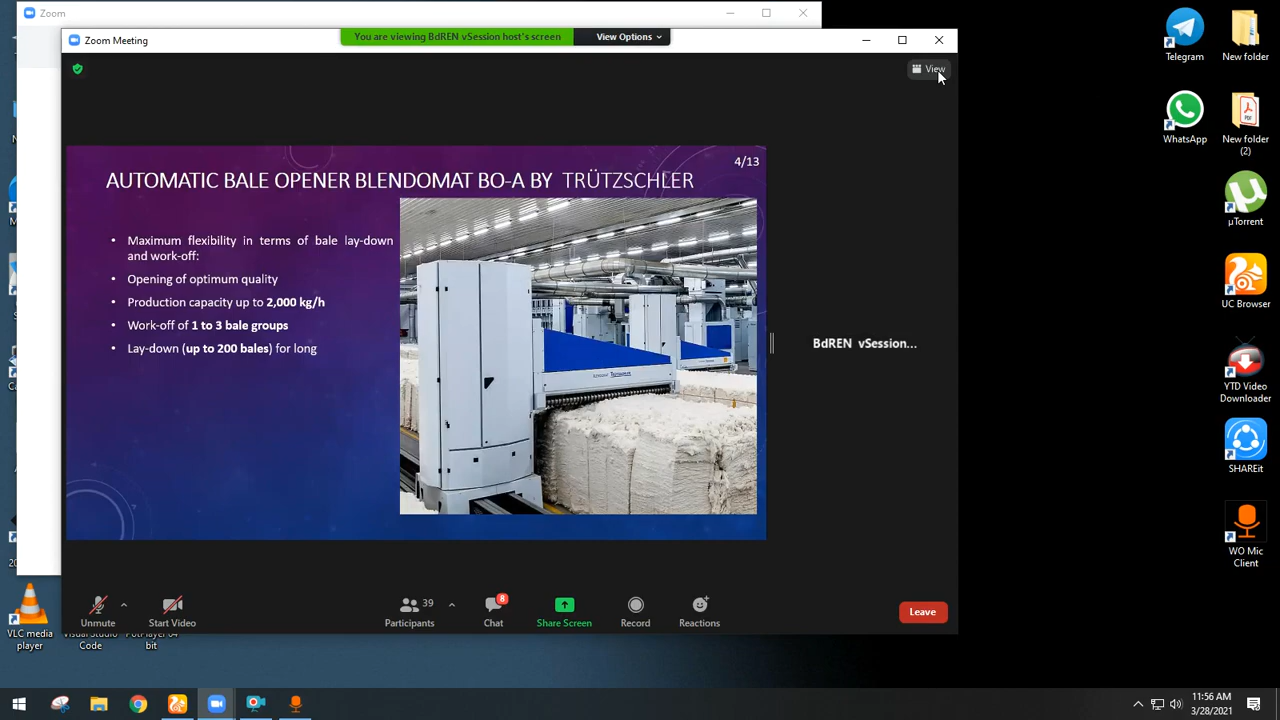 Zoom
Zoom Meeting
You are viewing BdREN vSession host's screen
View Options
View
4/13
AUTOMATIC BALE OPENER BLENDOMAT BO-A BY TRÜTZSCHLER
• Maximum flexibility in terms of bale lay-down
and work-off:
• Opening of optimum quality
• Production capacity up to 2,000 kg/h
• Work-off of 1 to 3 bale groups
• Lay-down (up to 200 bales) for long
BdREN vSession...
Unmute
Start Video
39
Participants
8
Chat
Share Screen
Record
Reactions
Leave
Telegram
New folder
WhatsApp
New folder
(2)
µTorrent
UC Browser
YTD Video
Downloader
SHAREit
WO Mic
Client
VLC media
player
Visual Studio
Code
PotPlayer 64
bit
11:56 AM
3/28/2021